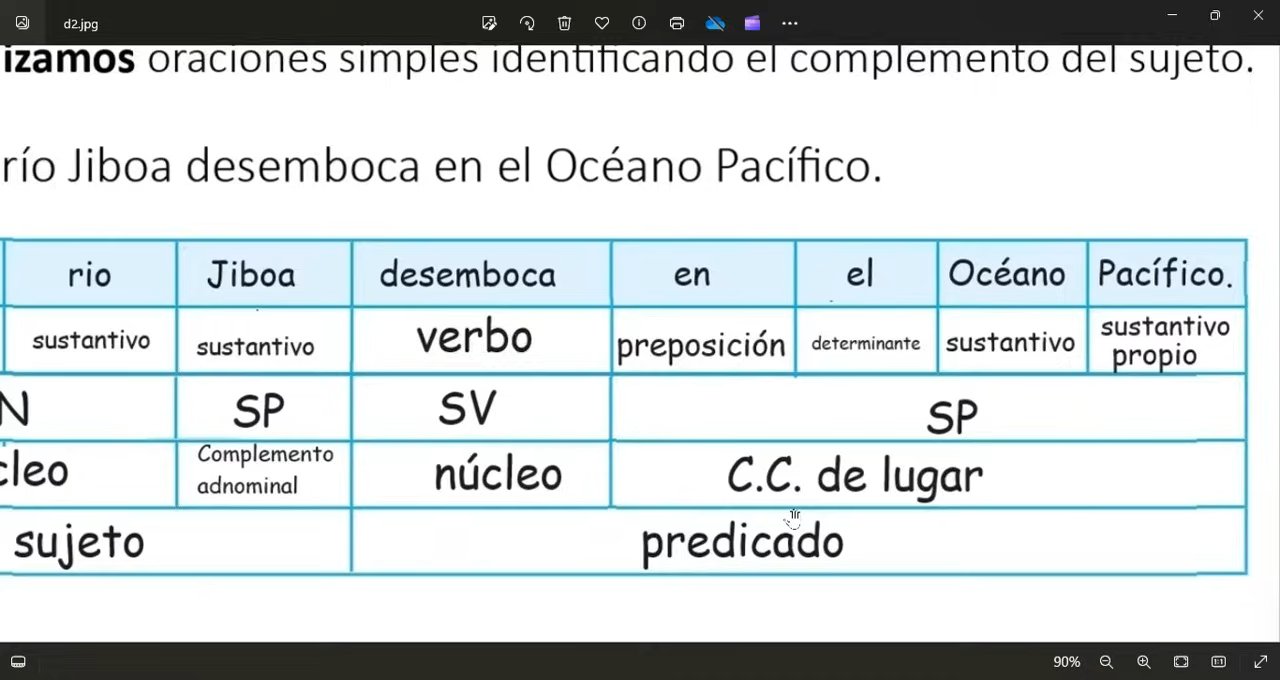 d2.jpg
izamos oraciones simples identificando el complemento del sujeto.
río Jiboa desemboca en el Océano Pacífico.
rio Jiboa desemboca en el Océano Pacífico.
sustantivo sustantivo verbo preposición determinante sustantivo sustantivo propio
N SP SV SP
cleo Complemento adnominal núcleo C.C. de lugar
sujeto predicado
90%